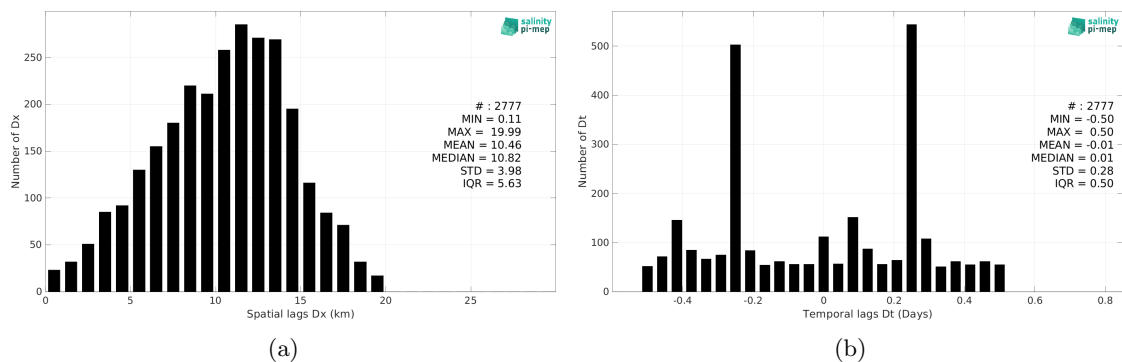 salinity
pi-mep
300
250
200
150
100
50
0
Number of Dx
# : 2777
MIN = 0.11
MAX = 19.99
MEAN = 10.46
MEDIAN = 10.82
STD = 3.98
IQR = 5.63
0 5 10 15 20 25
Spatial lags Dx (km)
(a)
salinity
pi-mep
500
400
300
200
100
0
Number of Dt
# : 2777
MIN = -0.50
MAX = 0.50
MEAN = -0.01
MEDIAN = 0.01
STD = 0.28
IQR = 0.50
-0.4 -0.2 0 0.2 0.4 0.6 0.8
Temporal lags Dt (Days)
(b)